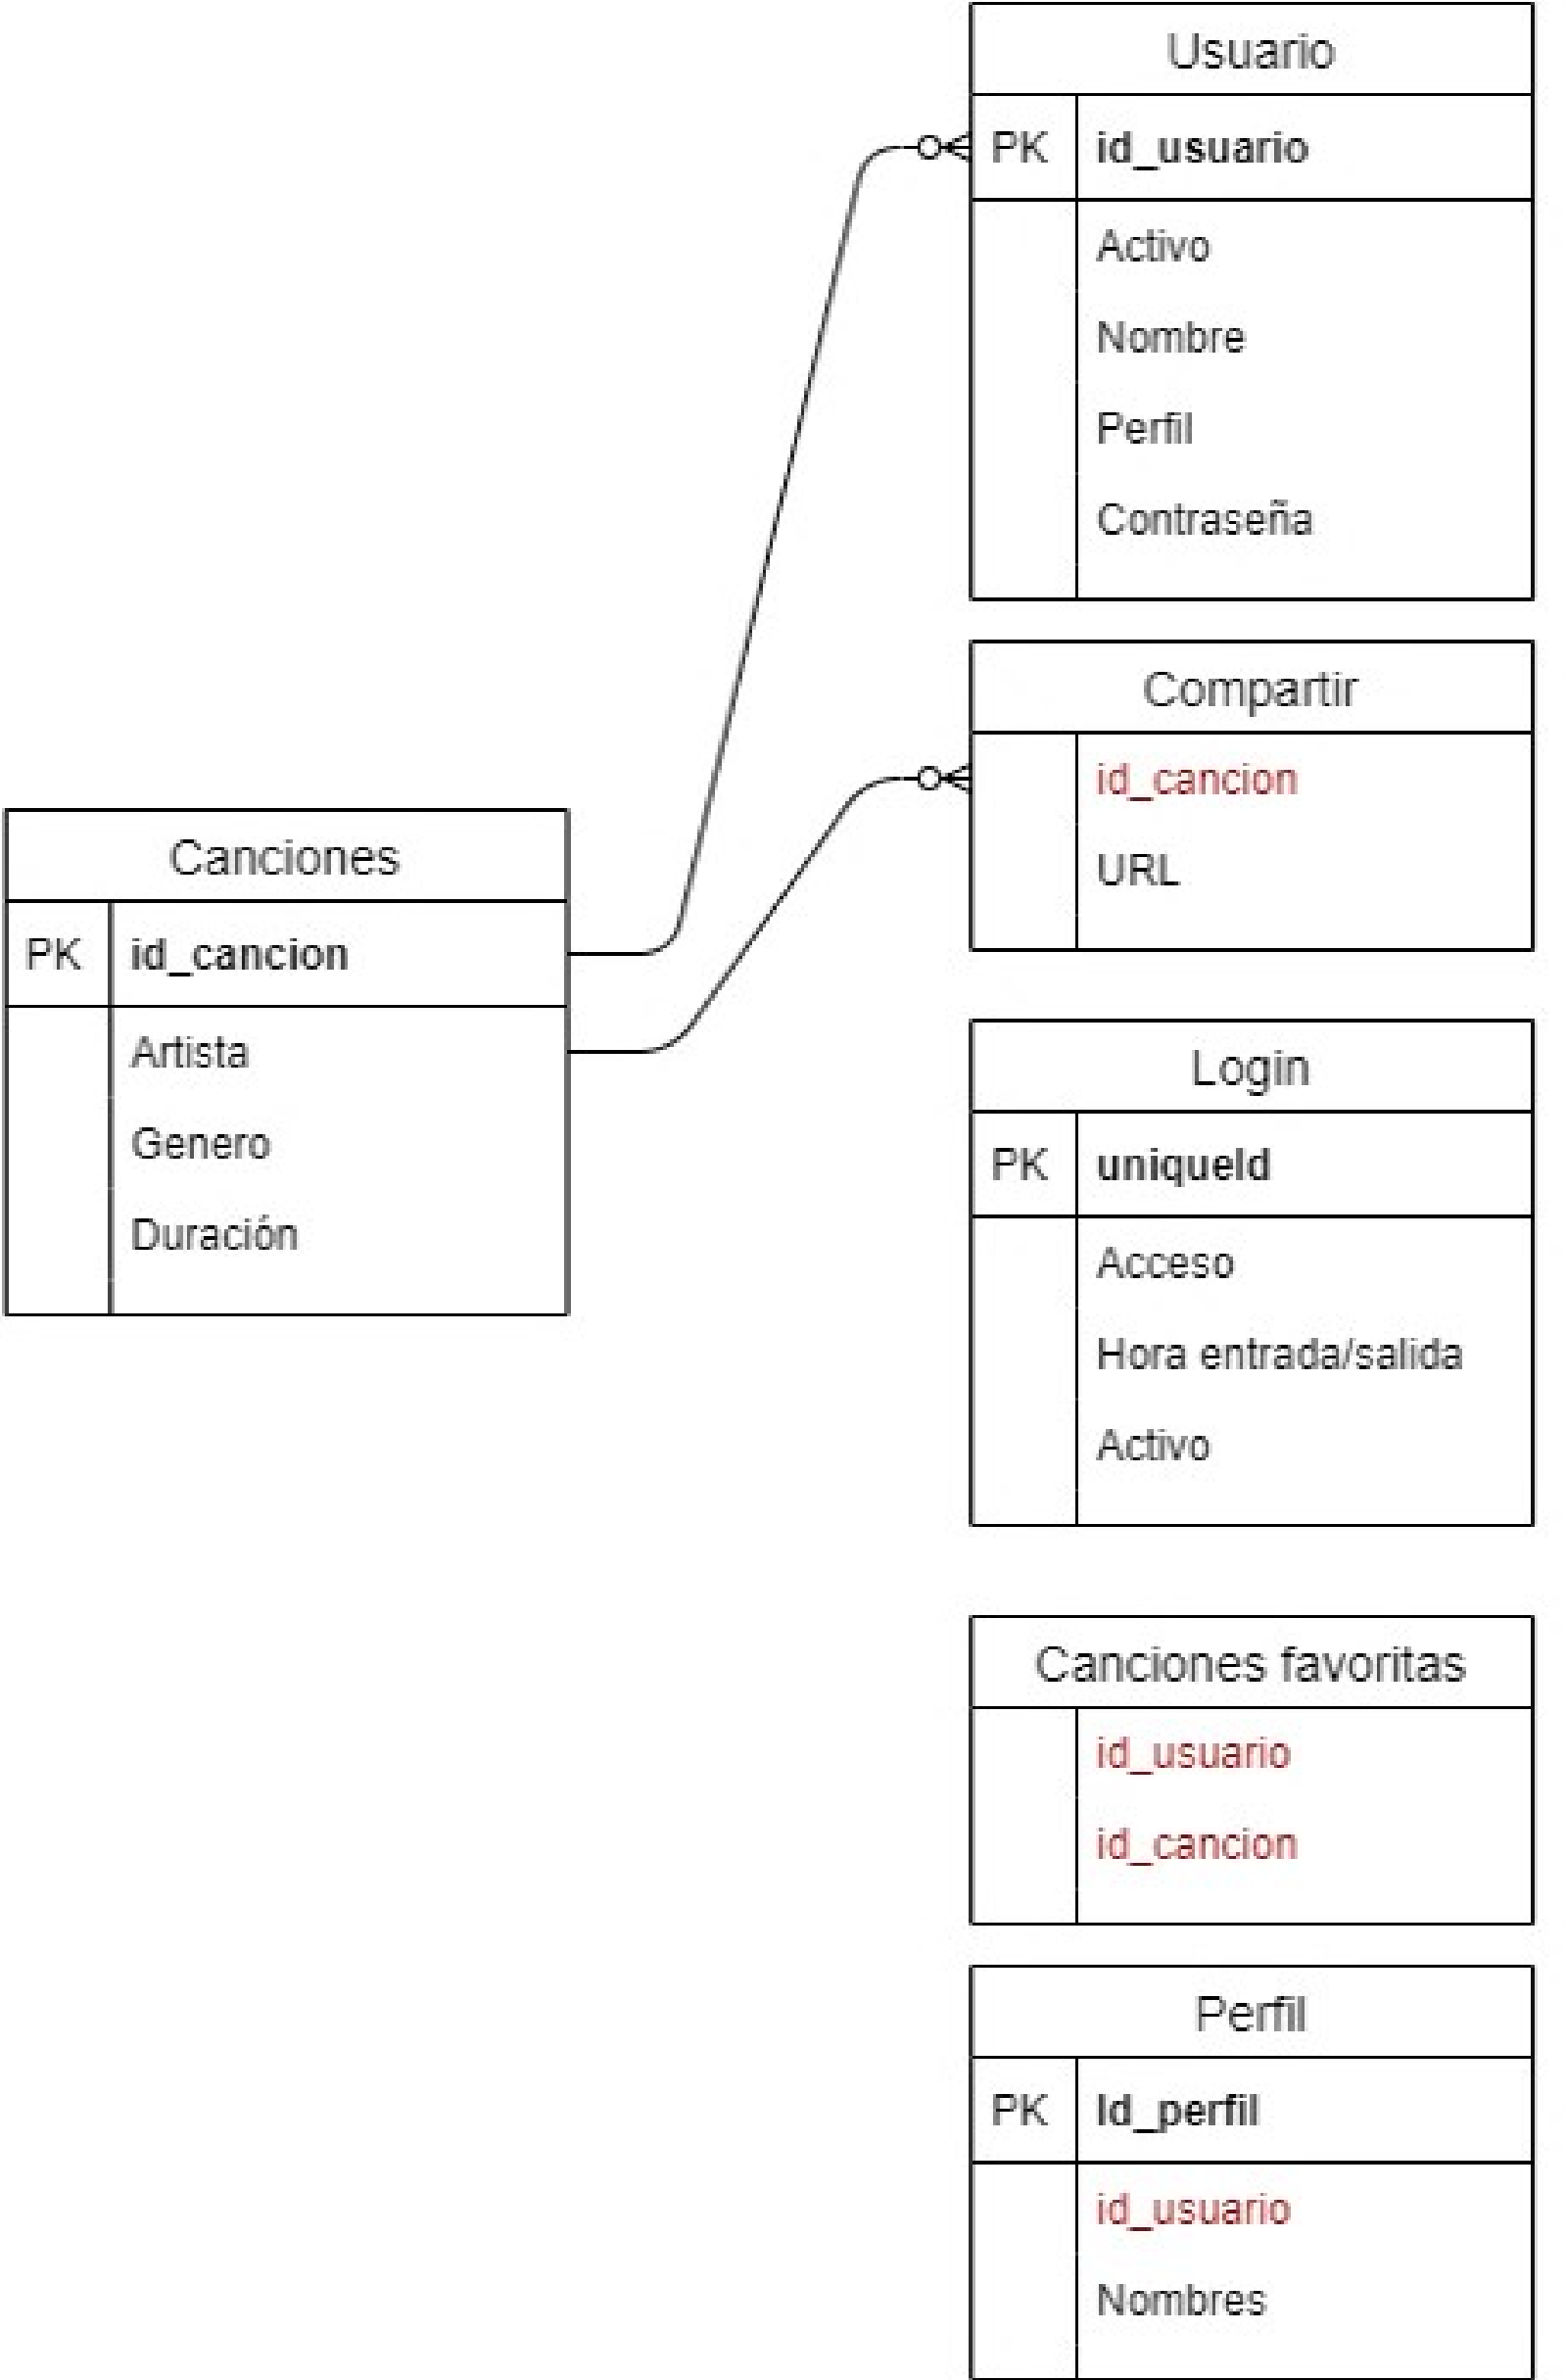 Usuario
PK id_usuario
Activo
Nombre
Perfil
Contraseña
Compartir
id_cancion
URL
Canciones
PK id_cancion
Artista
Genero
Duración
Login
PK uniqueId
Acceso
Hora entrada/salida
Activo
Canciones favoritas
id_usuario
id_cancion
Perfil
PK Id_perfil
id_usuario
Nombres